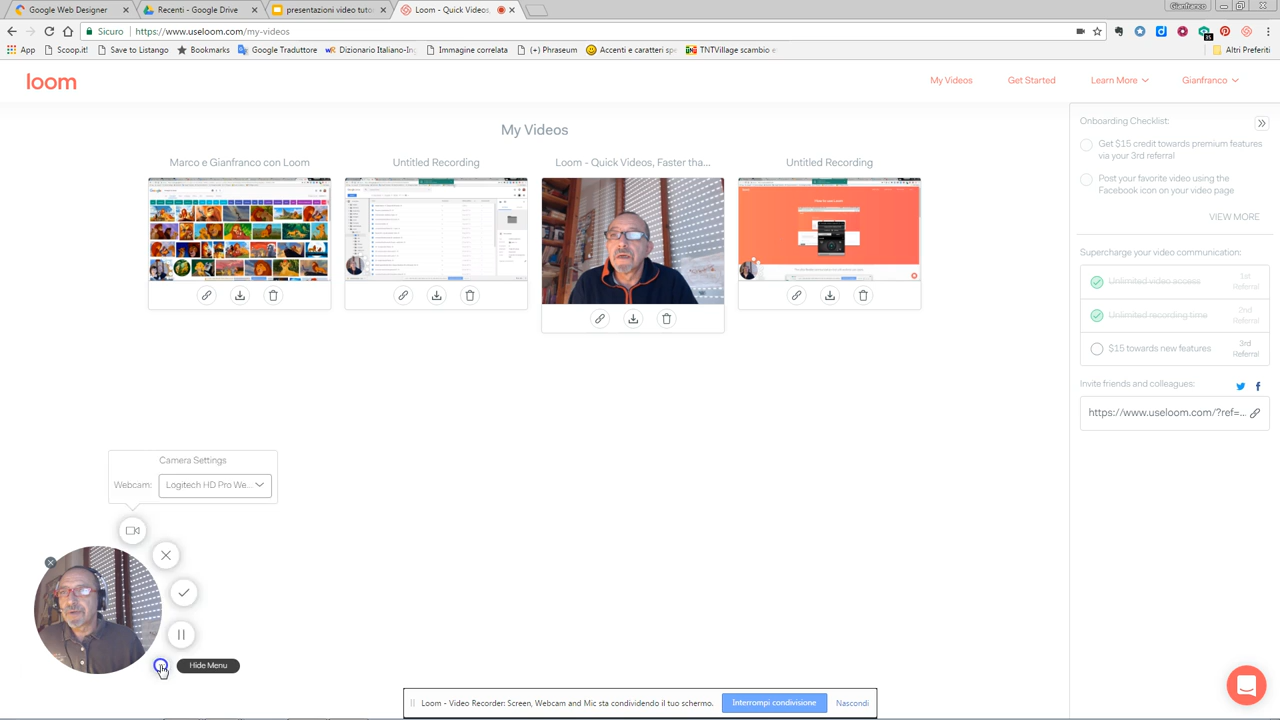 Google Web Designer
Recenti - Google Drive
presentazioni video tuto
Loom - Quick Videos,
Gianfranco
Sicuro
https://www.useloom.com/my-videos
App
Scoop.it!
Save to Listango
Bookmarks
Google Traduttore
Dizionario Italiano-Ing
Immagine correlata
(+) Phraseum
Accenti e caratteri spe
TNTVillage scambio e
Altri Preferiti
loom
My Videos
Get Started
Learn More
Gianfranco
My Videos
Marco e Gianfranco con Loom
Untitled Recording
Loom - Quick Videos, Faster tha...
Untitled Recording
Onboarding Checklist:
Get $15 credit towards premium features
via your 3rd referral
Post your favorite video using the
Facebook icon on your video page
VIEW MORE
Supercharge your video communication:
Unlimited video access
1st
Referral
Unlimited recording time
2nd
Referral
$15 towards new features
3rd
Referral
Invite friends and colleagues:
https://www.useloom.com/?ref=...
Camera Settings
Webcam:
Logitech HD Pro We...
Hide Menu
Loom - Video Recorder: Screen, Webcam and Mic sta condividendo il tuo schermo.
Interrompi condivisione
Nascondi